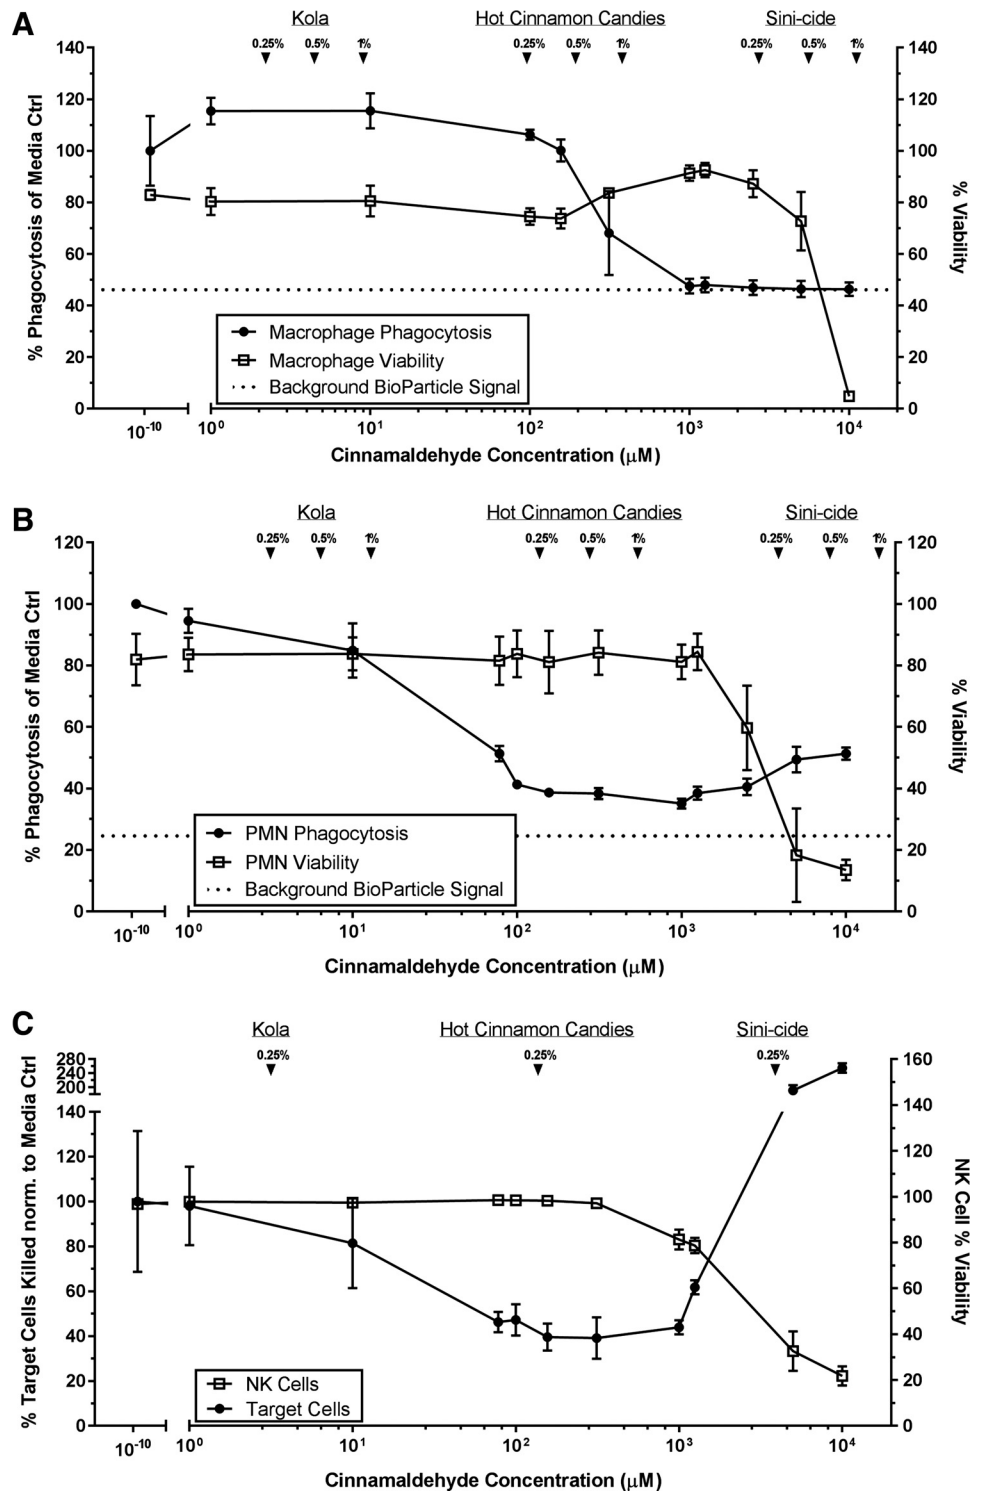 A
Kola Hot Cinnamon Candies Sini-cide
0.25% 0.5% 1% 0.25% 0.5% 1% 0.25% 0.5% 1%
% Phagocytosis of Media Ctrl
140 120 100 80 60 40 20 0
140 120 100 80 60 40 20 0
% Viability
Macrophage Phagocytosis
Macrophage Viability
Background BioParticle Signal
10⁻¹⁰ 10⁰ 10¹ 10² 10³ 10⁴
Cinnamaldehyde Concentration (μM)
B
Kola Hot Cinnamon Candies Sini-cide
0.25% 0.5% 1% 0.25% 0.5% 1% 0.25% 0.5% 1%
% Phagocytosis of Media Ctrl
120 100 80 60 40 20 0
120 100 80 60 40 20 0
% Viability
PMN Phagocytosis
PMN Viability
Background BioParticle Signal
10⁻¹⁰ 10⁰ 10¹ 10² 10³ 10⁴
Cinnamaldehyde Concentration (μM)
C
Kola Hot Cinnamon Candies Sini-cide
0.25% 0.25% 0.25%
% Target Cells Killed norm. to Media Ctrl
280 240 200 140 120 100 80 60 40 20 0
160 140 120 100 80 60 40 20 0
NK Cell % Viability
NK Cells
Target Cells
10⁻¹⁰ 10⁰ 10¹ 10² 10³ 10⁴
Cinnamaldehyde Concentration (μM)